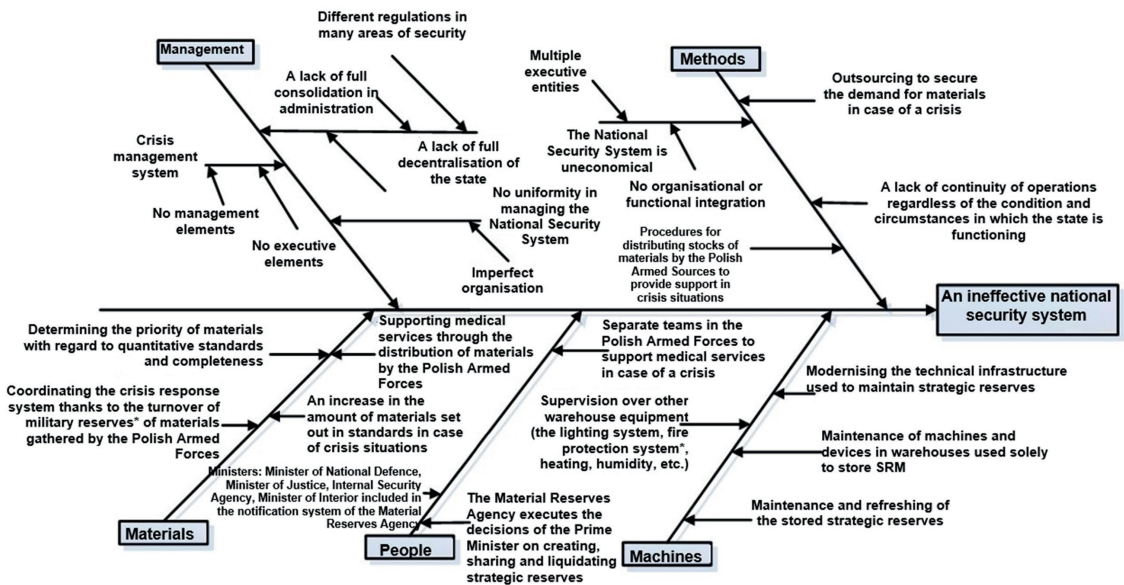 Management
Different regulations in
many areas of security
A lack of full
consolidation in
administration
A lack of full
decentralisation of
the state
Crisis
management
system
No management
elements
No executive
elements
No uniformity in
managing the
National Security
System
Imperfect
organisation
Methods
Multiple
executive
entities
The National
Security System is
uneconomical
No organisational or
functional integration
Outsourcing to secure
the demand for materials
in case of a crisis
A lack of continuity of operations
regardless of the condition and
circumstances in which the state is
functioning
Procedures for
distributing stocks of
materials by the Polish
Armed Sources to
provide support in
crisis situations
An ineffective national
security system
Determining the priority of materials
with regard to quantitative standards
and completeness
Supporting medical
services through the
distribution of materials
by the Polish Armed
Forces
Coordinating the crisis response
system thanks to the turnover of
military reserves* of materials
gathered by the Polish Armed
Forces
An increase in the
amount of materials set
out in standards in case
of crisis situations
Materials
Separate teams in the
Polish Armed Forces to
support medical services
in case of a crisis
Ministers: Minister of National Defence,
Minister of Justice, Internal Security
Agency, Minister of Interior included in
the notification system of the Material
Reserves Agency
The Material Reserves
Agency executes the
decisions of the Prime
Minister on creating,
sharing and liquidating
strategic reserves
People
Modernising the technical infrastructure
used to maintain strategic reserves
Supervision over other
warehouse equipment
(the lighting system, fire
protection system*,
heating, humidity, etc.)
Maintenance of machines and
devices in warehouses used solely
to store SRM
Maintenance and refreshing of
the stored strategic reserves
Machines